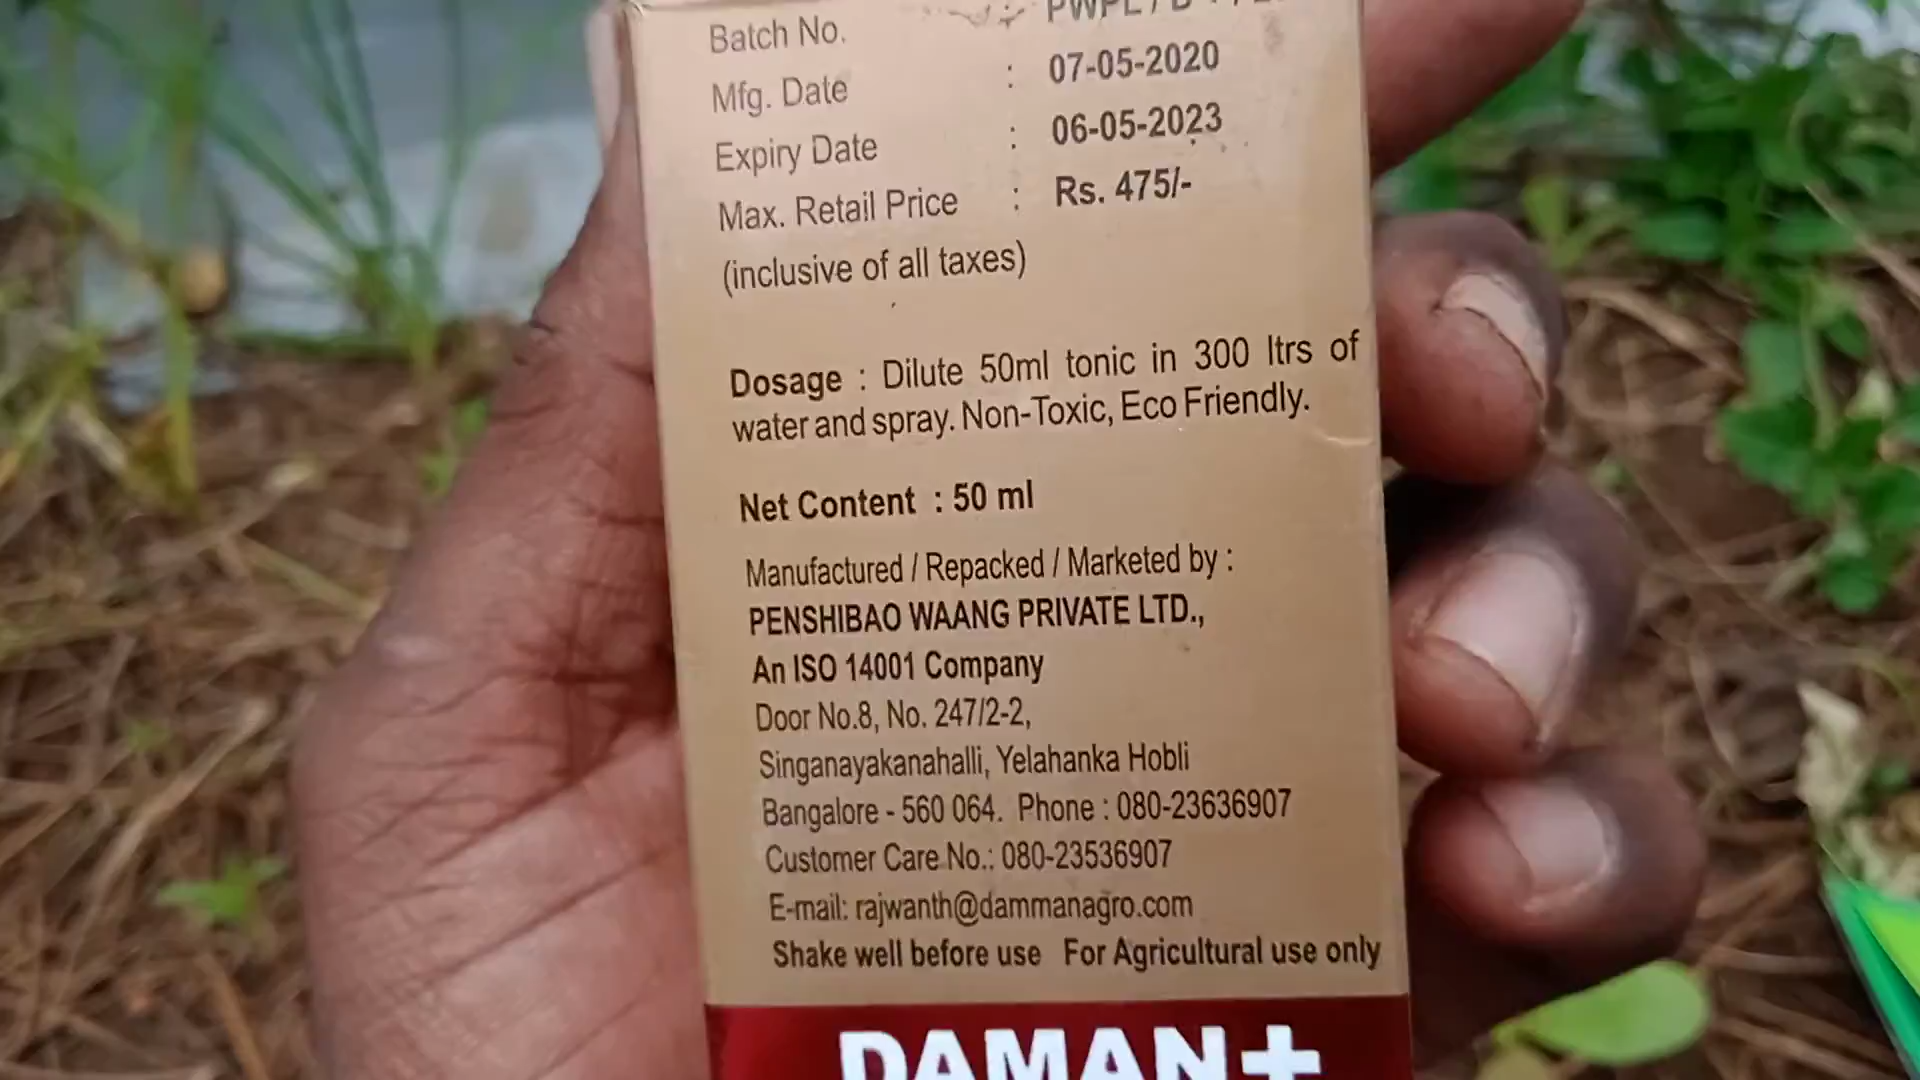 Batch No. :
Mfg. Date : 07-05-2020
Expiry Date : 06-05-2023
Max. Retail Price : Rs. 475/-
(inclusive of all taxes)
Dosage : Dilute 50ml tonic in 300 ltrs of
water and spray. Non-Toxic, Eco Friendly.
Net Content : 50 ml
Manufactured / Repacked / Marketed by :
PENSHIBAO WAANG PRIVATE LTD.,
An ISO 14001 Company
Door No.8, No. 247/2-2,
Singanayakanahalli, Yelahanka Hobli
Bangalore - 560 064. Phone : 080-23636907
Customer Care No.: 080-23536907
E-mail: rajwanth@dammanagro.com
Shake well before use For Agricultural use only
DAMAN+